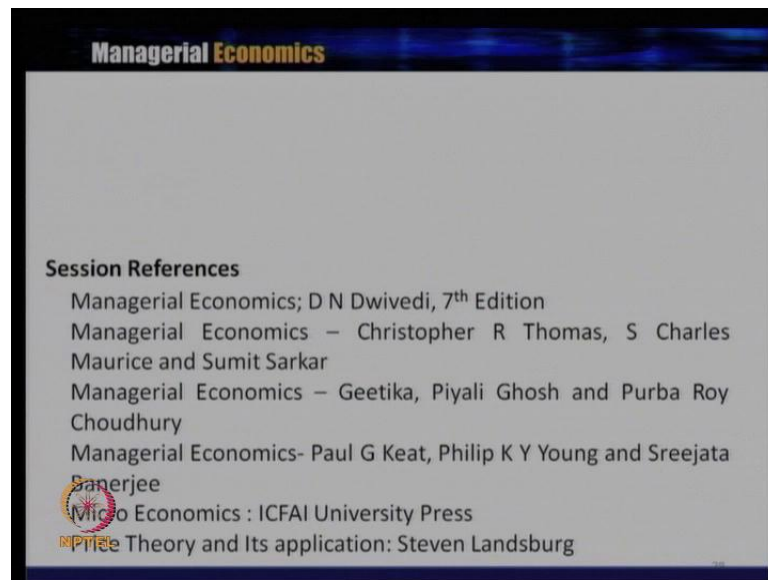 Managerial Economics
Session References
Managerial Economics; D N Dwivedi, 7th Edition
Managerial Economics – Christopher R Thomas, S Charles
Maurice and Sumit Sarkar
Managerial Economics – Geetika, Piyali Ghosh and Purba Roy
Choudhury
Managerial Economics- Paul G Keat, Philip K Y Young and Sreejata
Banerjee
Micro Economics : ICFAI University Press
Price Theory and Its application: Steven Landsburg
NPTEL